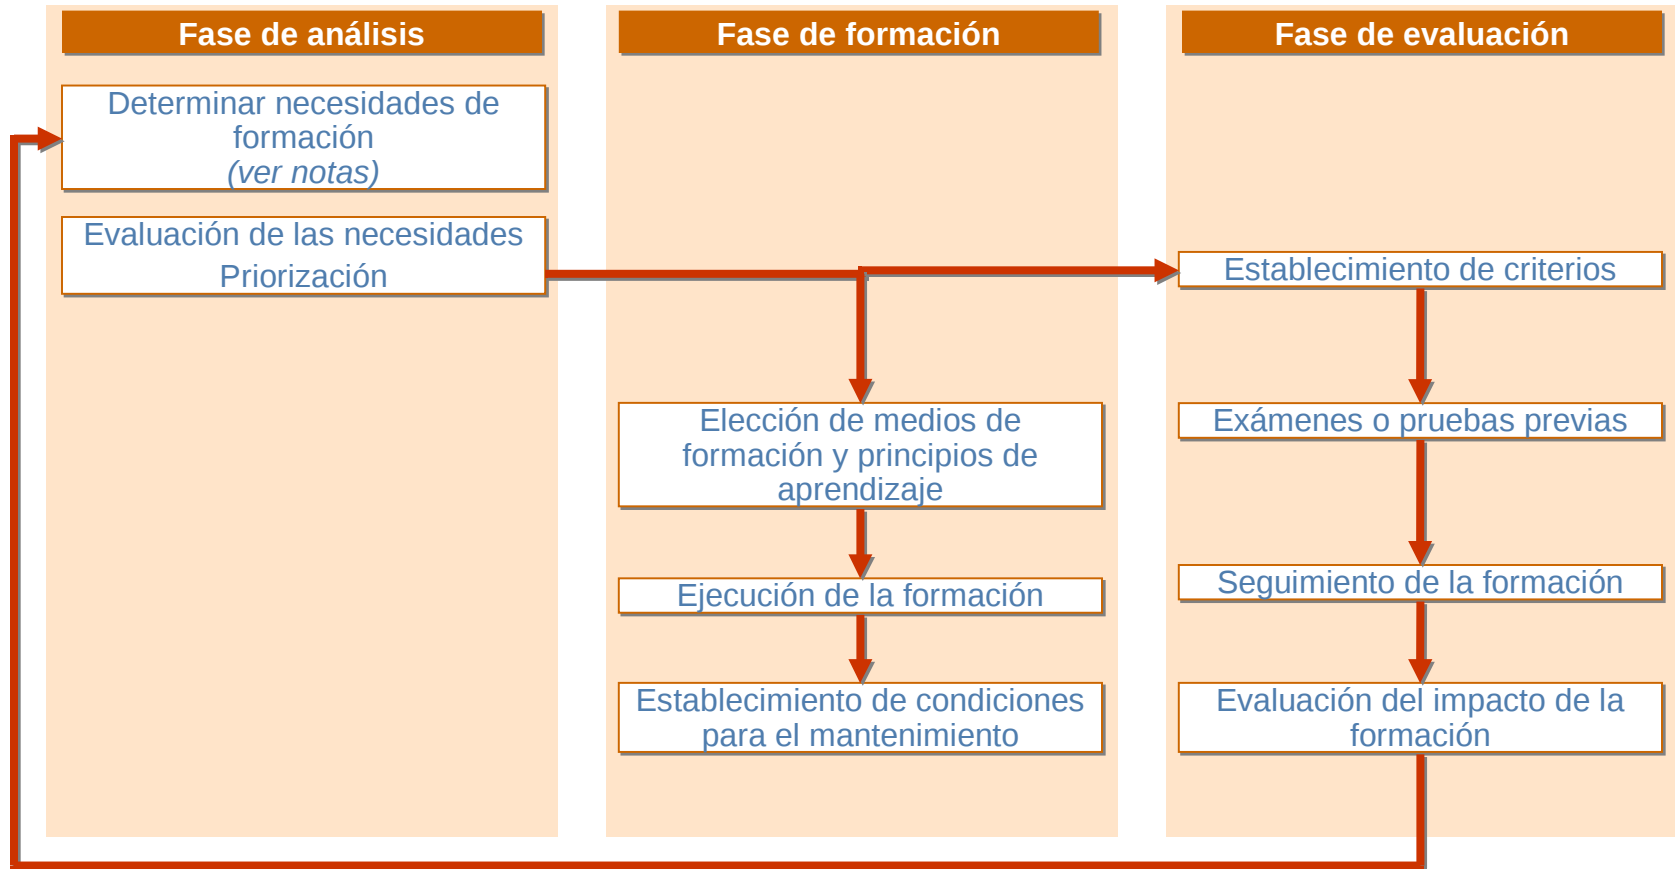 Fase de análisis
Determinar necesidades de
formación
(ver notas)
Evaluación de las necesidades
Priorización
Fase de formación
Elección de medios de
formación y principios de
aprendizaje
Ejecución de la formación
Establecimiento de condiciones
para el mantenimiento
Fase de evaluación
Establecimiento de criterios
Exámenes o pruebas previas
Seguimiento de la formación
Evaluación del impacto de la
formación